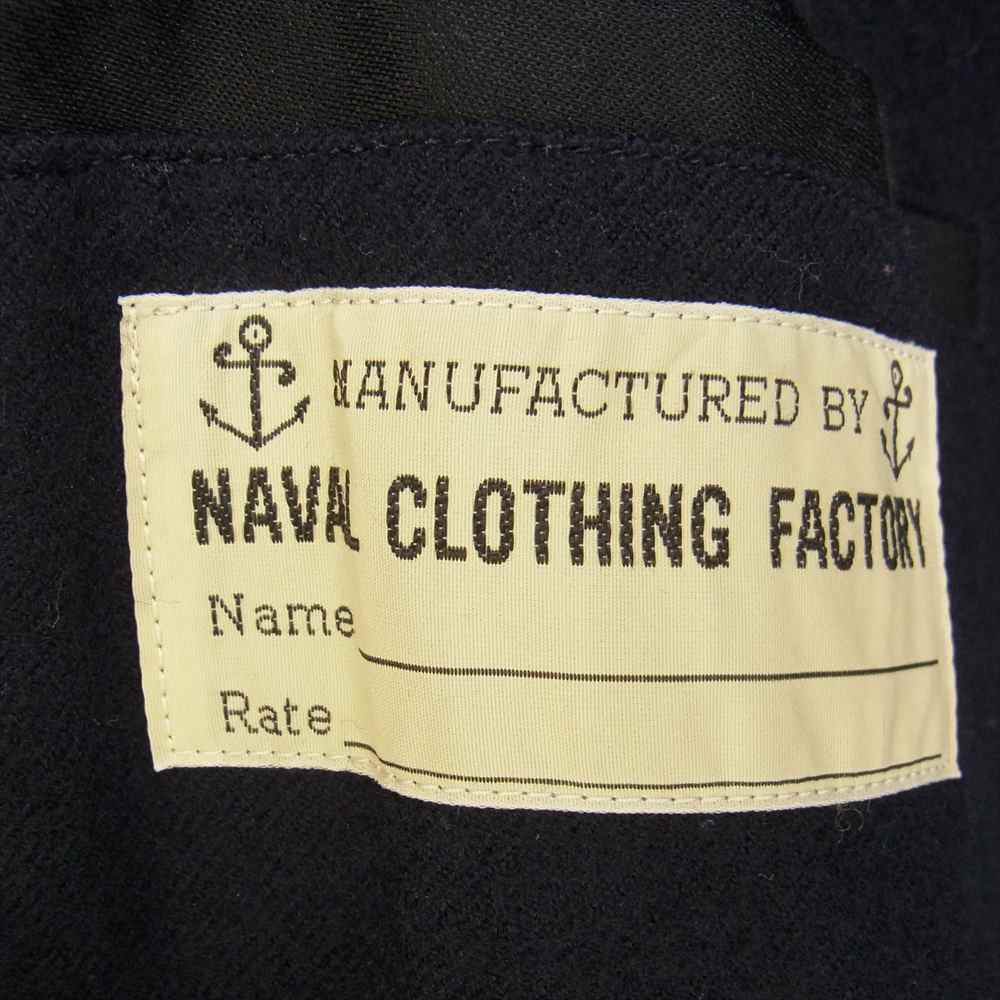 MANUFACTURED BY
NAVAL CLOTHING FACTORY
Name
Rate